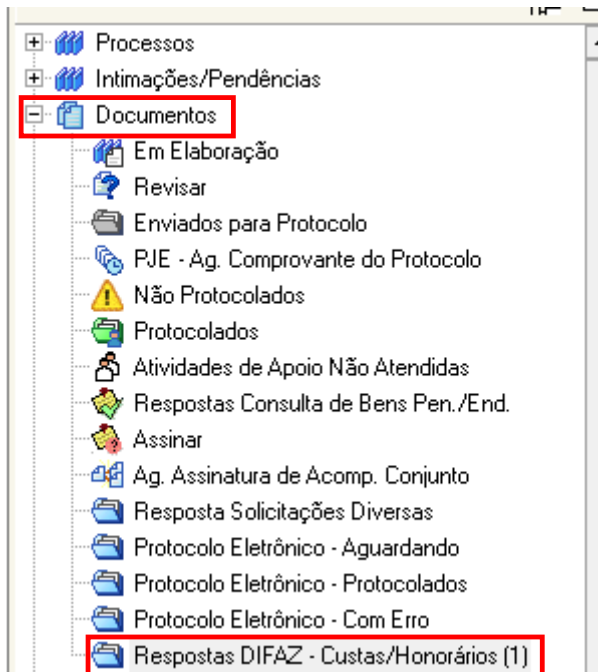 Processos
Intimações/Pendências
Documentos
Em Elaboração
Revisar
Enviados para Protocolo
PJE - Ag. Comprovante do Protocolo
Não Protocolados
Protocolados
Atividades de Apoio Não Atendidas
Respostas Consulta de Bens Pen./End.
Assinar
Ag. Assinatura de Acomp. Conjunto
Resposta Solicitações Diversas
Protocolo Eletrônico - Aguardando
Protocolo Eletrônico - Protocolados
Protocolo Eletrônico - Com Erro
Respostas DIFAZ - Custas/Honorários (1)